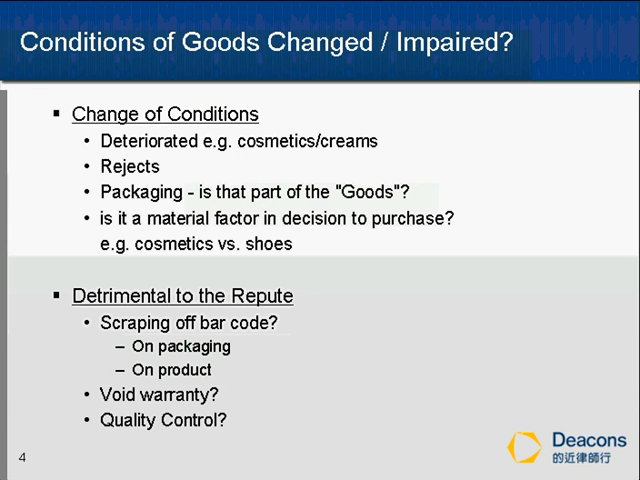 Conditions of Goods Changed / Impaired?
▪ Change of Conditions
• Deteriorated e.g. cosmetics/creams
• Rejects
• Packaging - is that part of the "Goods"?
• is it a material factor in decision to purchase?
e.g. cosmetics vs. shoes
▪ Detrimental to the Repute
• Scraping off bar code?
– On packaging
– On product
• Void warranty?
• Quality Control?
4
Deacons
的近律師行